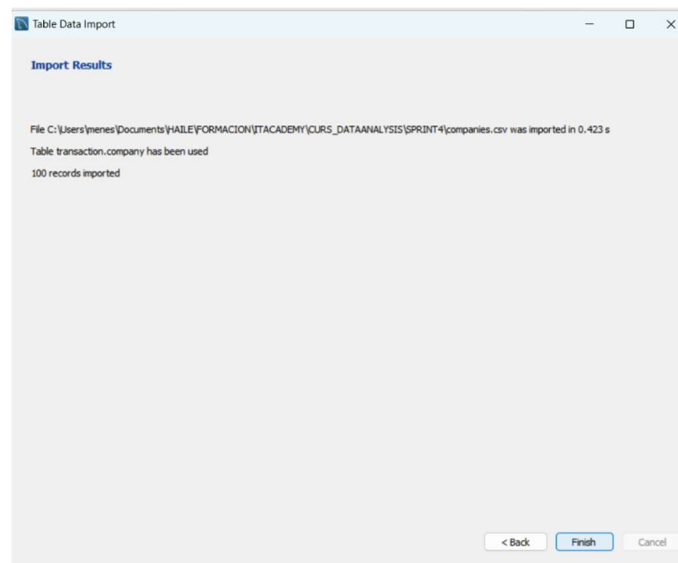 Table Data Import
Import Results
File C:\Users\menes\Documents\HAILE\FORMACION\ITACADEMY\CURS_DATAANALYSIS\SPRINT4\companies.csv was imported in 0.423 s
Table transaction.company has been used
100 records imported
< Back Finish Cancel